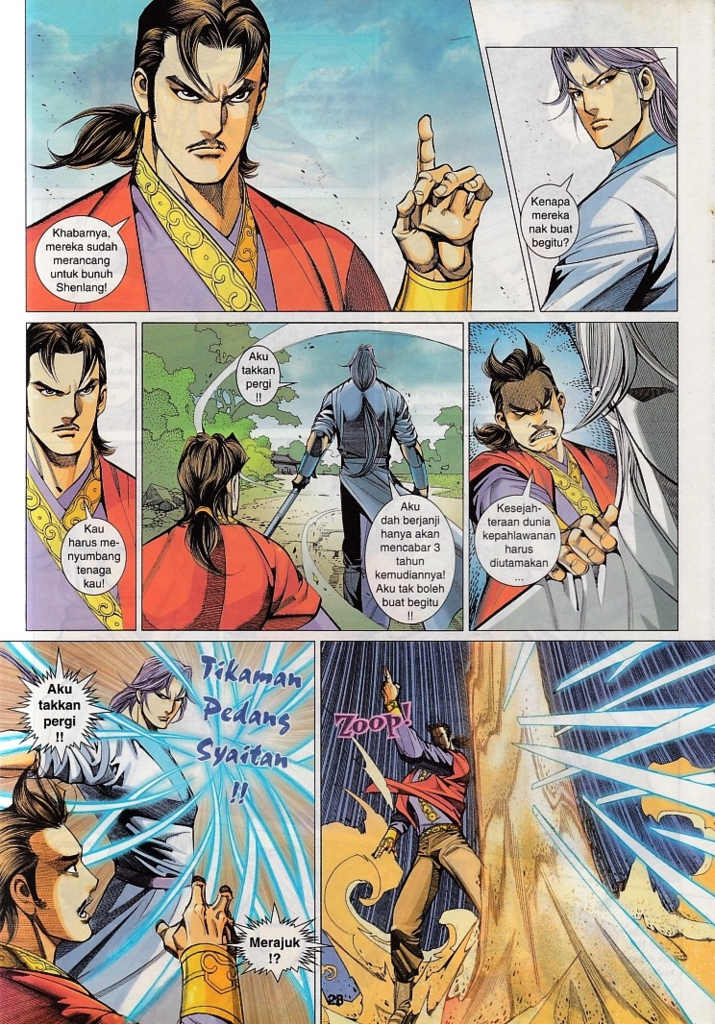 Khabarnya,
mereka sudah
merancang
untuk bunuh
Shenlang!
Kenapa
mereka
nak buat
begitu?
Kau
harus me-
nyumbang
tenaga
kau!
Aku
takkan
pergi
!!
Aku
dah berjanji
hanya akan
mencabar 3
tahun
kemudiannya!
Aku tak boleh
buat begitu
!!
Kesejah-
teraan dunia
kepahlawanan
harus
diutamakan
...
Aku
takkan
pergi
!!
Tikaman
Pedang
Syaitan
!!
Merajuk
!?
Zoop!
28